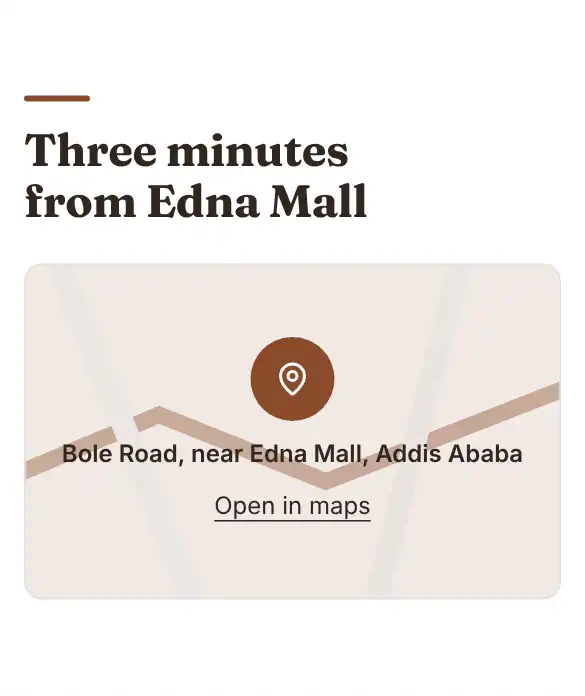 Three minutes
from Edna Mall
Bole Road, near Edna Mall, Addis Ababa
Open in maps